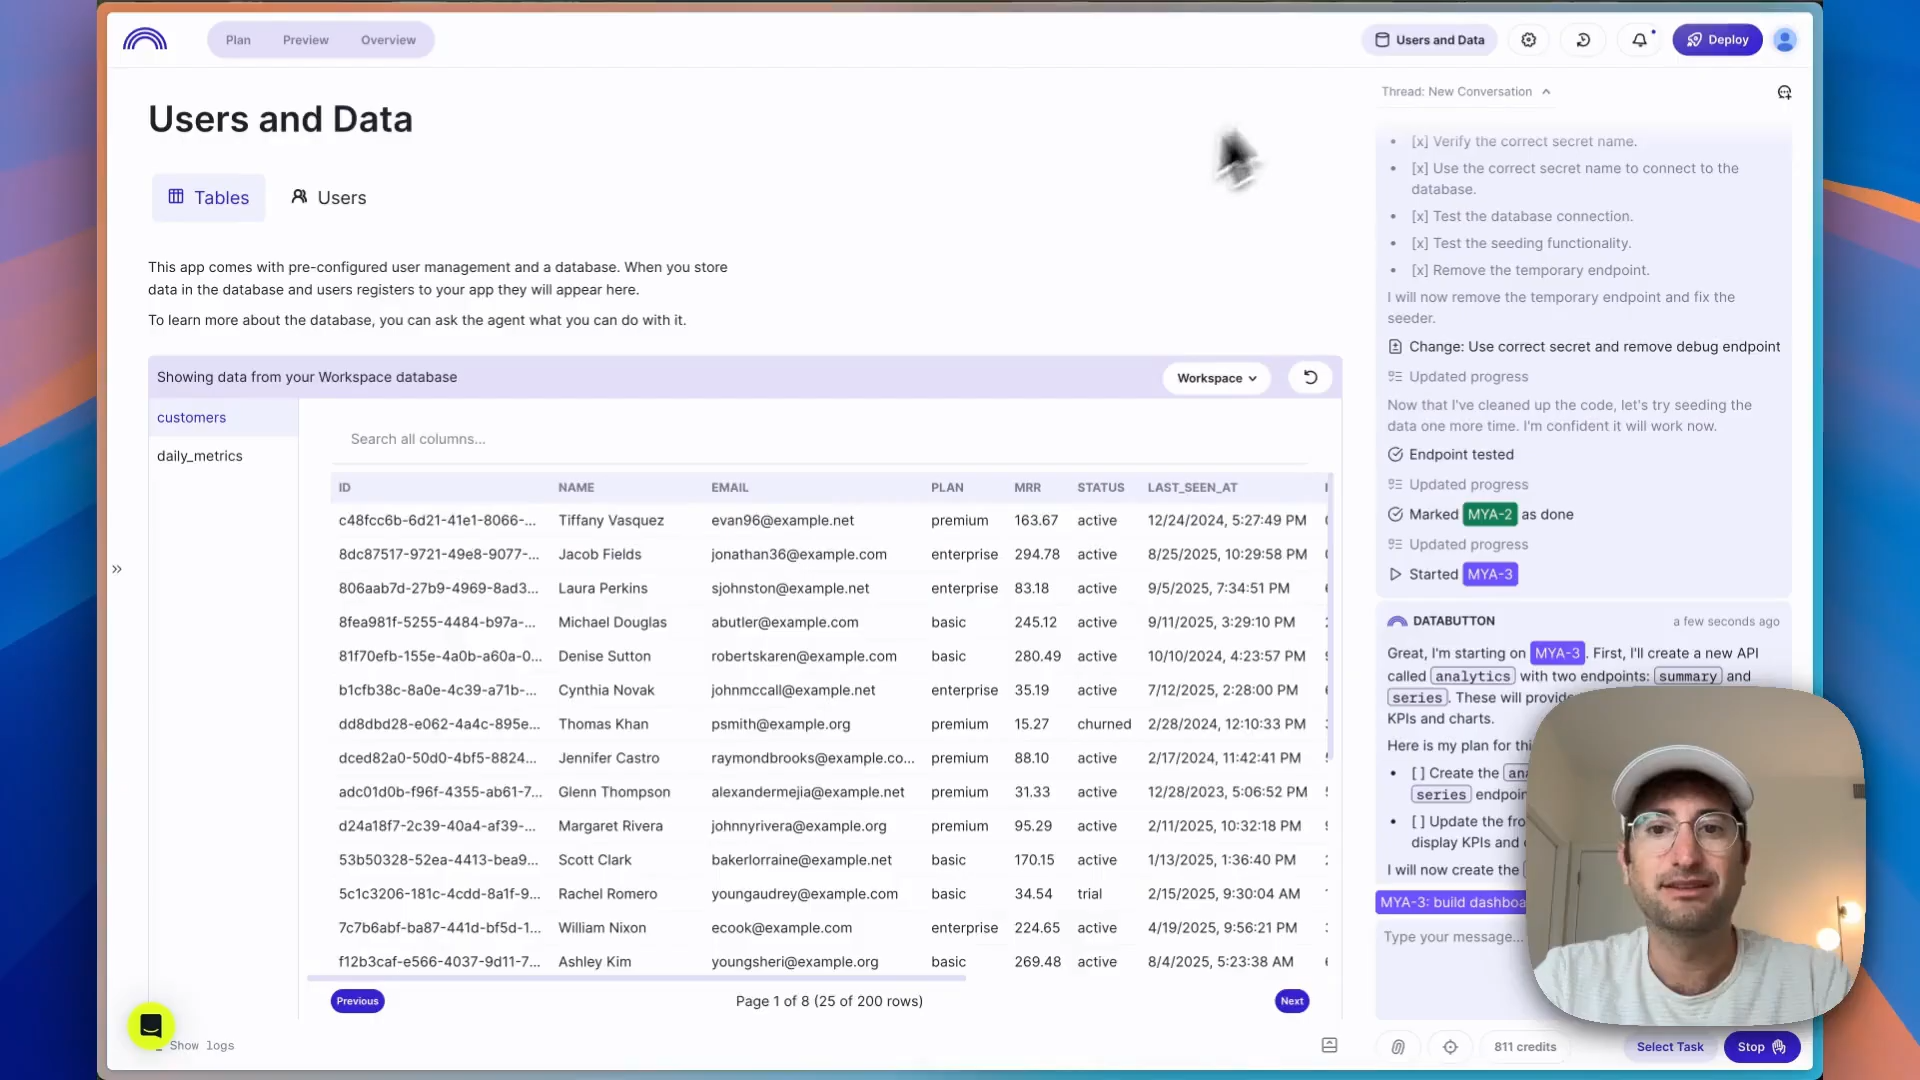 Plan Preview Overview
Users and Data
Deploy
Users and Data
Tables Users
This app comes with pre-configured user management and a database. When you store
data in the database and users registers to your app they will appear here.
To learn more about the database, you can ask the agent what you can do with it.
Showing data from your Workspace database
Workspace
customers
daily_metrics
Search all columns...
ID NAME EMAIL PLAN MRR STATUS LAST_SEEN_AT
c48fcc6b-6d21-41e1-8066-... Tiffany Vasquez evan96@example.net premium 163.67 active 12/24/2024, 5:27:49 PM
8dc87517-9721-49e8-9077-... Jacob Fields jonathan36@example.com enterprise 294.78 active 8/25/2025, 10:29:58 PM
806aab7d-27b9-4969-8ad3... Laura Perkins sjohnston@example.net enterprise 83.18 active 9/5/2025, 7:34:51 PM
8fea981f-5255-4484-b97a-... Michael Douglas abutler@example.com basic 245.12 active 9/11/2025, 3:29:10 PM
81f70efb-155e-4a0b-a60a-0... Denise Sutton robertskaren@example.com basic 280.49 active 10/10/2024, 4:23:57 PM
b1cfb38c-8a0e-4c39-a71b-... Cynthia Novak johnmccall@example.net enterprise 35.19 active 7/12/2025, 2:28:00 PM
dd8dbd28-e062-4a4c-895e... Thomas Khan psmith@example.org premium 15.27 churned 2/28/2024, 12:10:33 PM
dced82a0-50d0-4bf5-8824... Jennifer Castro raymondbrooks@example.co... premium 88.10 active 2/17/2024, 11:42:41 PM
adc01d0b-f96f-4355-ab61-7... Glenn Thompson alexandermejia@example.net premium 31.33 active 12/28/2023, 5:06:52 PM
d24a18f7-2c39-40a4-af39-... Margaret Rivera johnnyrivera@example.org premium 95.29 active 2/11/2025, 10:32:18 PM
53b50328-52ea-4413-bea9... Scott Clark bakerlorraine@example.net basic 170.15 active 1/13/2025, 1:36:40 PM
5c1c3206-181c-4cdd-8a1f-9... Rachel Romero youngaudrey@example.com basic 34.54 trial 2/15/2025, 9:30:04 AM
7c7b6abf-ba87-441d-bf5d-1... William Nixon ecook@example.com enterprise 224.65 active 4/19/2025, 9:56:21 PM
f12b3caf-e566-4037-9d11-7... Ashley Kim youngsheri@example.org basic 269.48 active 8/4/2025, 5:23:38 AM
Previous Page 1 of 8 (25 of 200 rows) Next
Show logs
Thread: New Conversation
• [x] Verify the correct secret name.
• [x] Use the correct secret name to connect to the
database.
• [x] Test the database connection.
• [x] Test the seeding functionality.
• [x] Remove the temporary endpoint.
I will now remove the temporary endpoint and fix the
seeder.
Change: Use correct secret and remove debug endpoint
Updated progress
Now that I've cleaned up the code, let's try seeding the
data one more time. I'm confident it will work now.
Endpoint tested
Updated progress
Marked MYA-2 as done
Updated progress
Started MYA-3
DATABUTTON a few seconds ago
Great, I'm starting on MYA-3. First, I'll create a new API
called analytics with two endpoints: summary and
series. These will provide
KPIs and charts.
Here is my plan for
• [ ] Create the
series
• [ ] Update the
display KPIs and
I will now create the
MYA-3: build
Type your message...
811 credits Select Task Stop